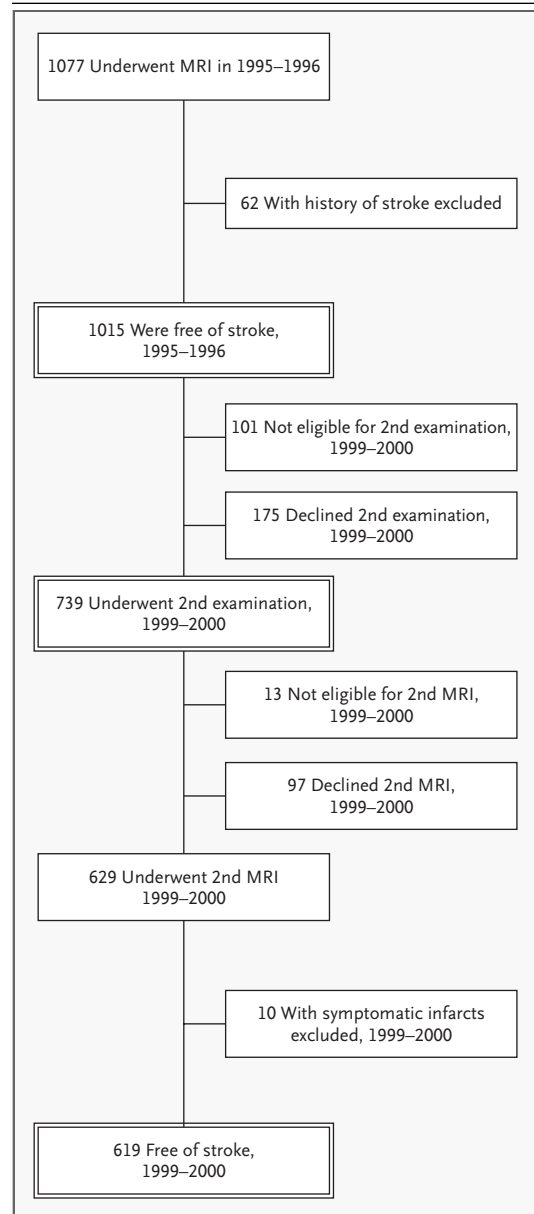 1077 Underwent MRI in 1995–1996
62 With history of stroke excluded
1015 Were free of stroke,
1995–1996
101 Not eligible for 2nd examination,
1999–2000
175 Declined 2nd examination,
1999–2000
739 Underwent 2nd examination,
1999–2000
13 Not eligible for 2nd MRI,
1999–2000
97 Declined 2nd MRI,
1999–2000
629 Underwent 2nd MRI
1999–2000
10 With symptomatic infarcts
excluded, 1999–2000
619 Free of stroke,
1999–2000